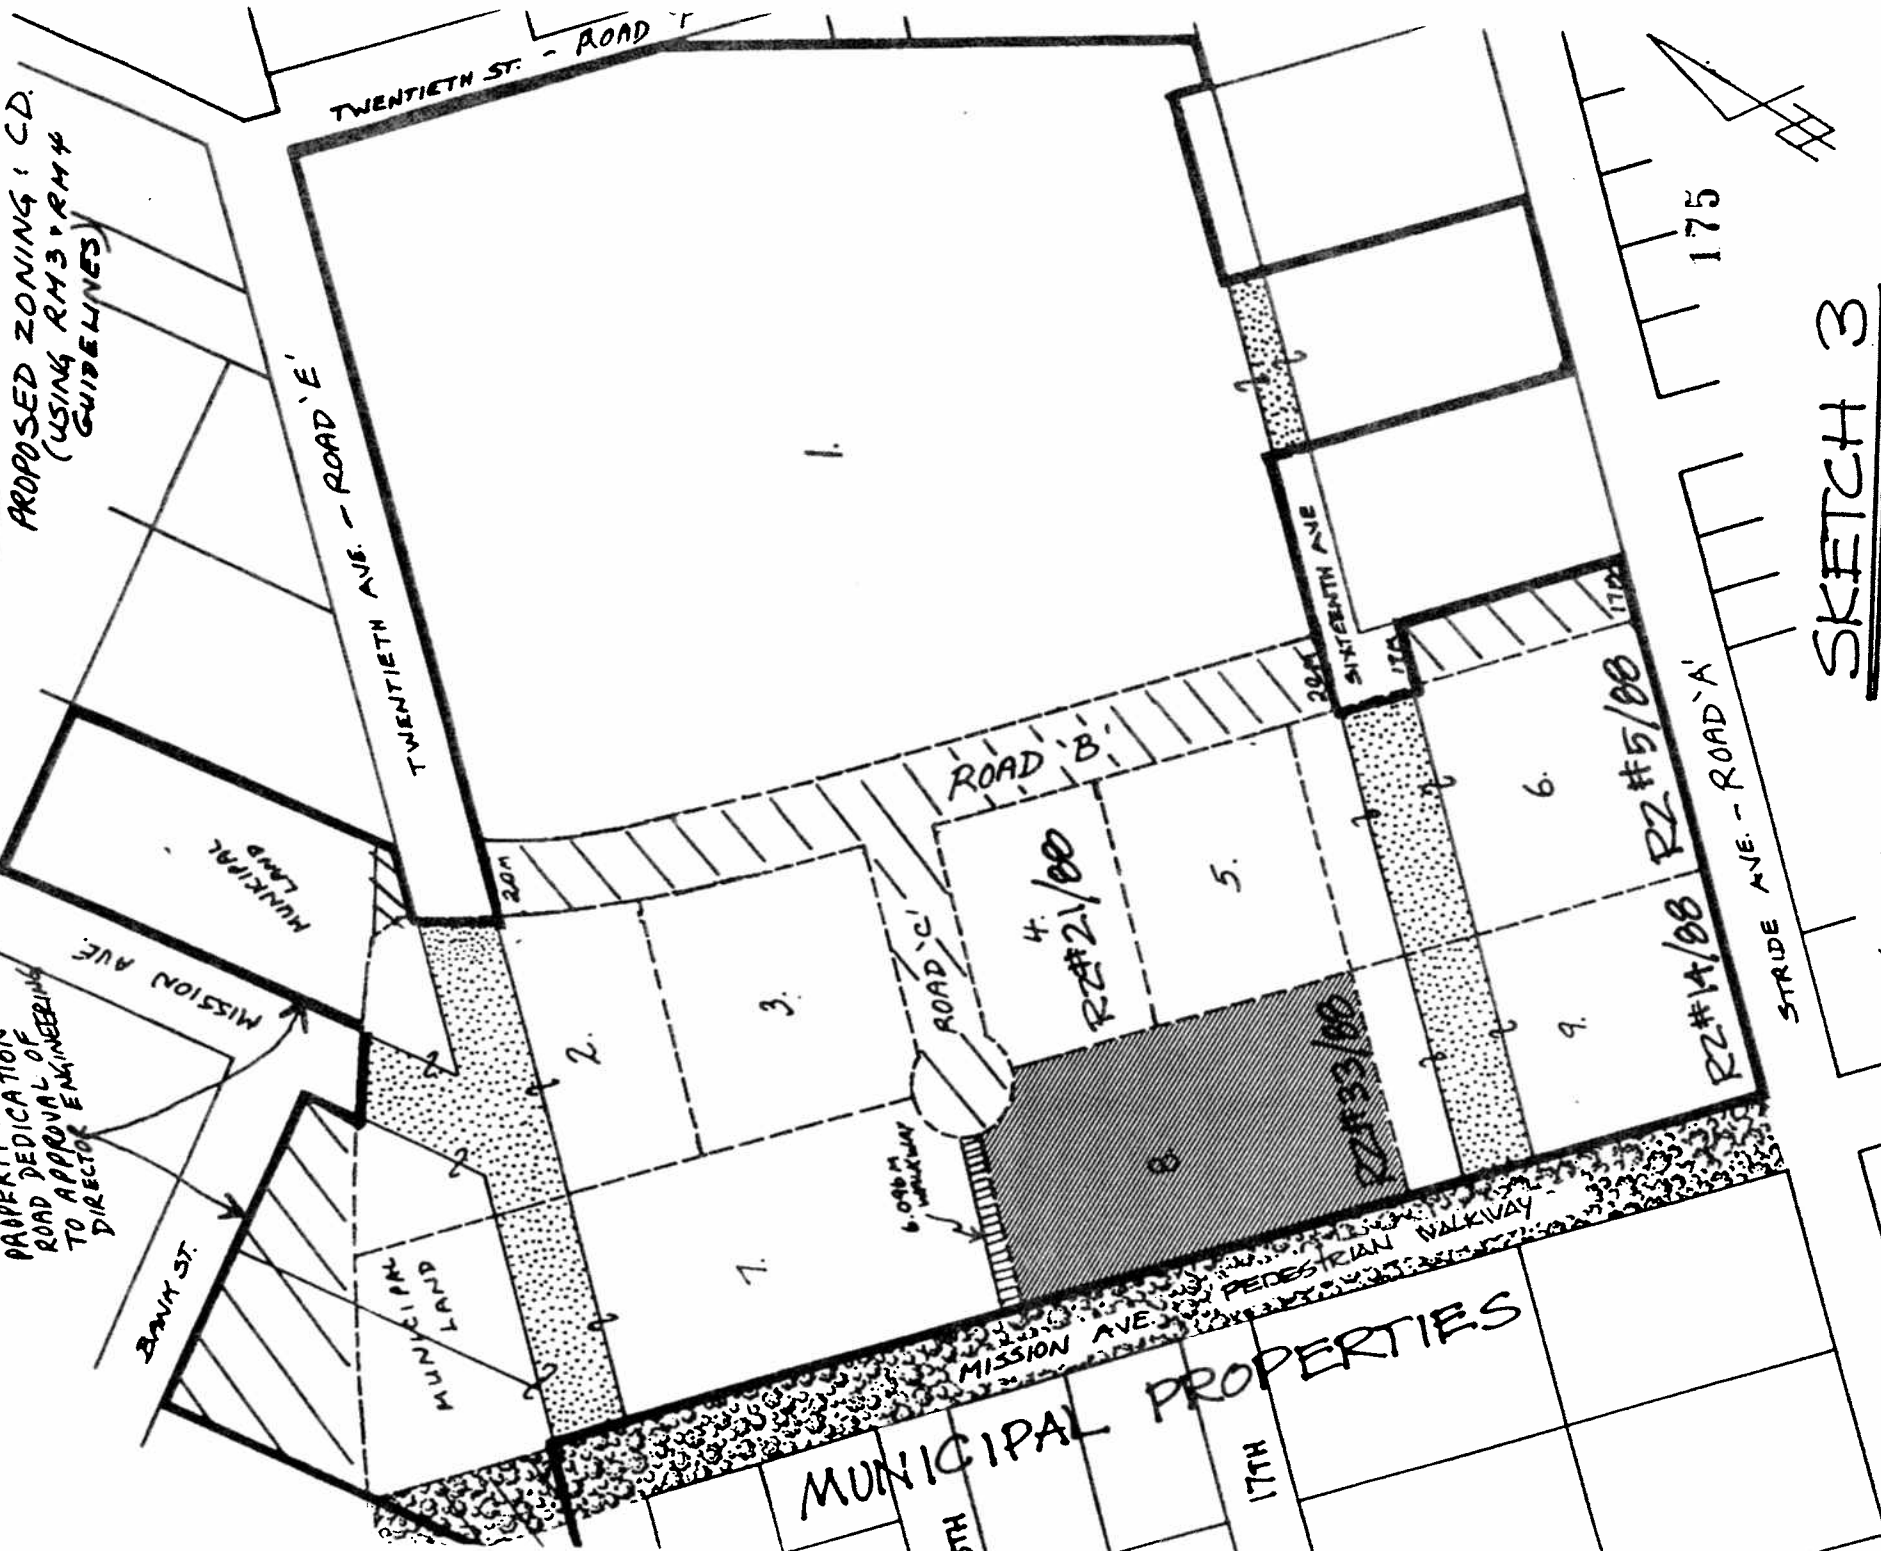 PROPOSED ZONING: CD.
(USING RM3 & RM4
GUIDELINES)
TWENTIETH ST. - ROAD
TWENTIETH AVE. - ROAD 'E'
1.
175
SKETCH 3
SIXTEENTH AVE
20M
17M
17M
ROAD 'B'
20M
MUNICIPAL
LAND
MISSION AVE
ROAD DEDICATION
TO APPROVAL OF
DIRECTOR ENGINEERING
BANK ST.
MUNICIPAL
LAND
2.
3.
ROAD 'C'
4.
RZ#21/88
5.
6.
RZ#5/88
7.
6.096M
WALKWAY
8.
RZ#33/88
9.
RZ#14/88
STRIDE AVE. - ROAD 'A'
MISSION AVE. PEDESTRIAN WALKWAY
MUNICIPAL PROPERTIES
17TH